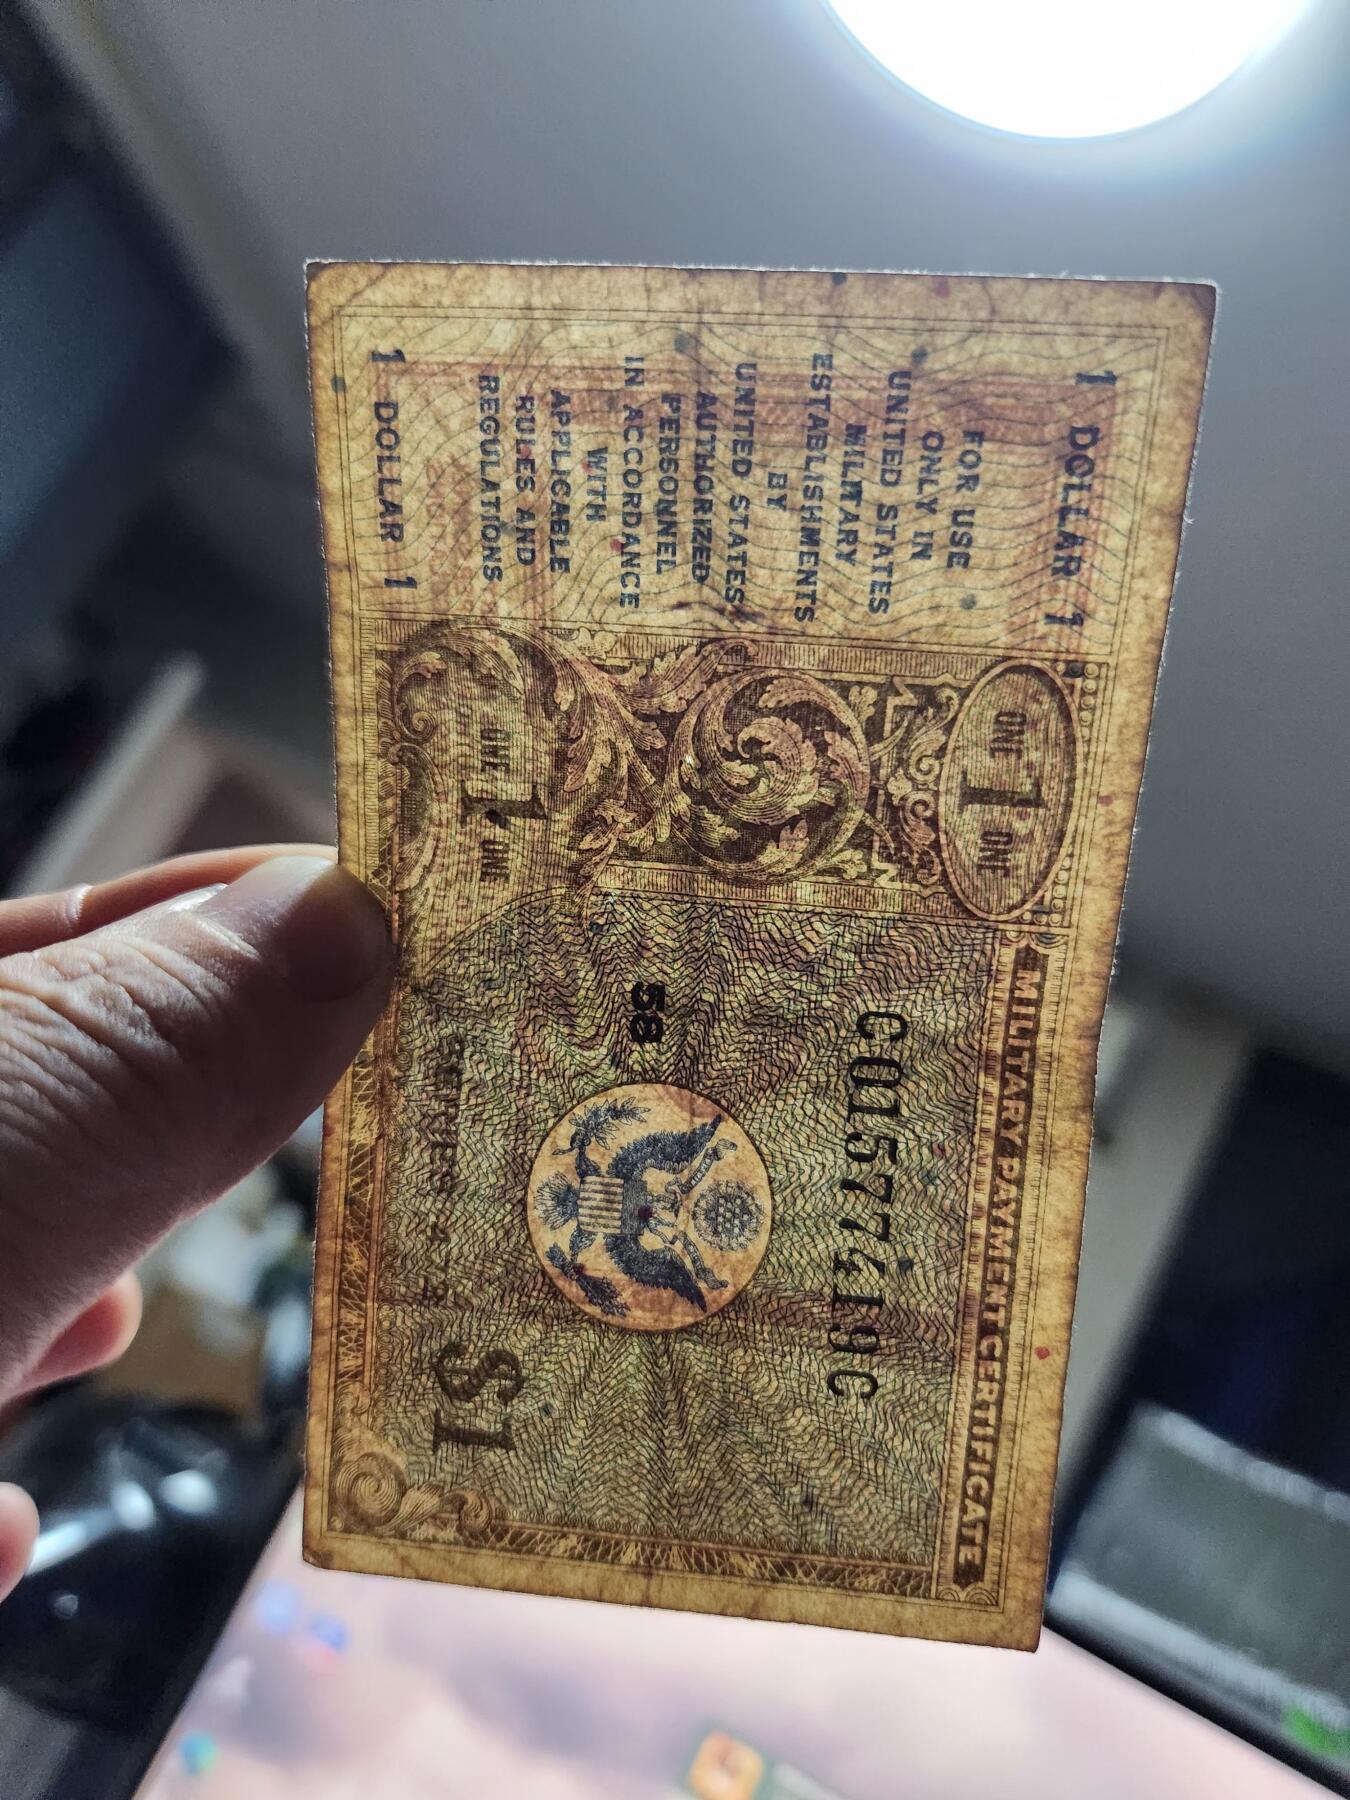 MILITARY PAYMENT CERTIFICATE
1 DOLLAR 1
FOR USE
ONLY IN
UNITED STATES
MILITARY
ESTABLISHMENTS
BY
UNITED STATES
AUTHORIZED
PERSONNEL
IN ACCORDANCE
WITH
APPLICABLE
RULES AND
REGULATIONS
1 DOLLAR 1
ONE 1 ONE
ONE 1 ONE
C01577419C
58
SERIES
$1